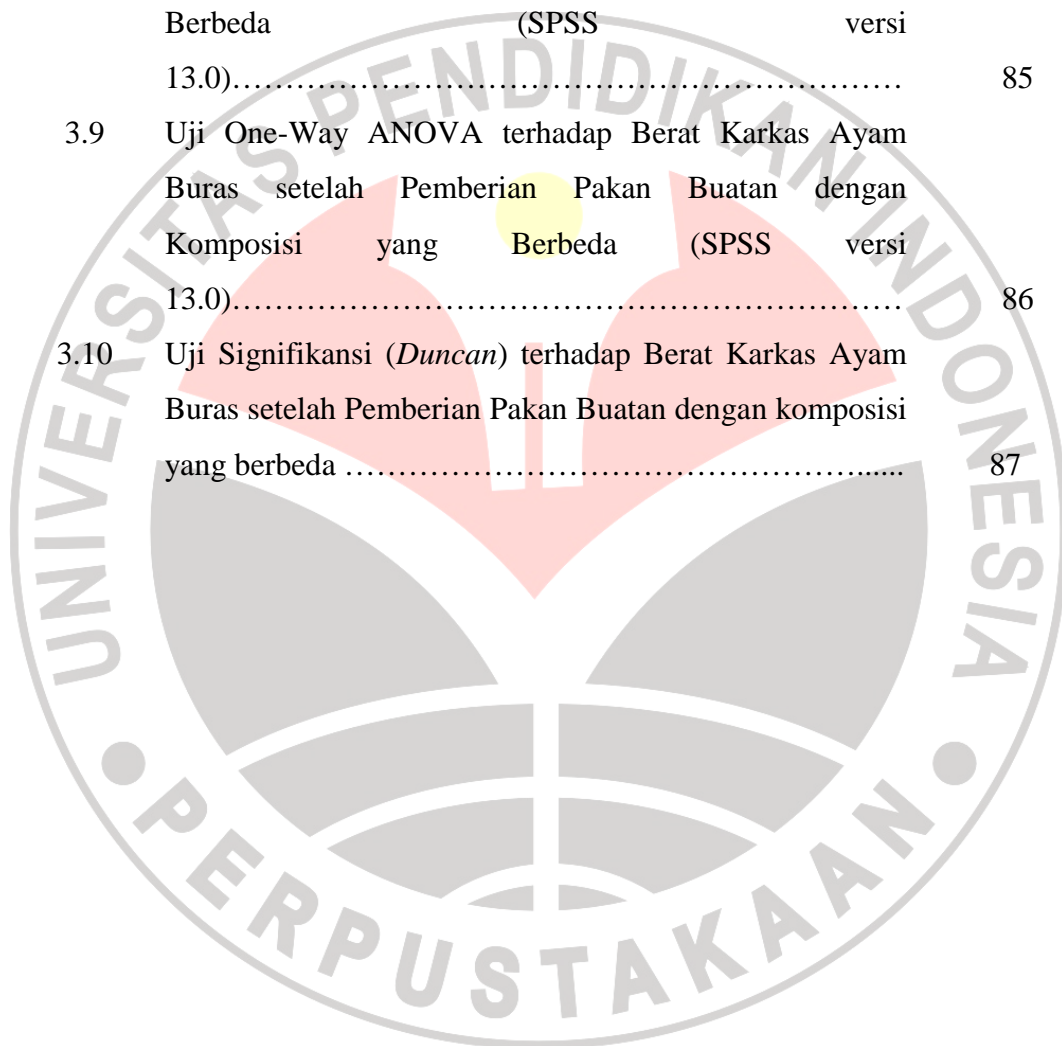 Berbeda (SPSS versi
13.0)…………………………………………………………… 85
3.9 Uji One-Way ANOVA terhadap Berat Karkas Ayam
Buras setelah Pemberian Pakan Buatan dengan
Komposisi yang Berbeda (SPSS versi
13.0)…………………………………………………………… 86
3.10 Uji Signifikansi (Duncan) terhadap Berat Karkas Ayam
Buras setelah Pemberian Pakan Buatan dengan komposisi
yang berbeda ……………………………………………...... 87
UNIVERSITAS PENDIDIKAN INDONESIA
PERPUSTAKAAN